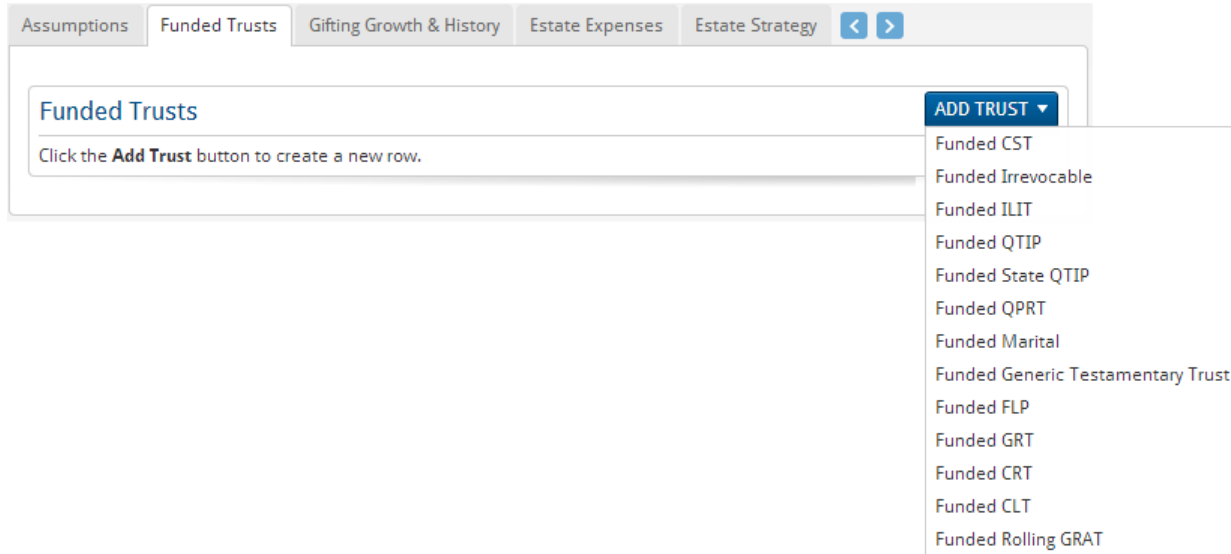 Assumptions Funded Trusts Gifting Growth & History Estate Expenses Estate Strategy < >
Funded Trusts
ADD TRUST ▼
Click the Add Trust button to create a new row.
Funded CST
Funded Irrevocable
Funded ILIT
Funded QTIP
Funded State QTIP
Funded QPRT
Funded Marital
Funded Generic Testamentary Trust
Funded FLP
Funded GRT
Funded CRT
Funded CLT
Funded Rolling GRAT